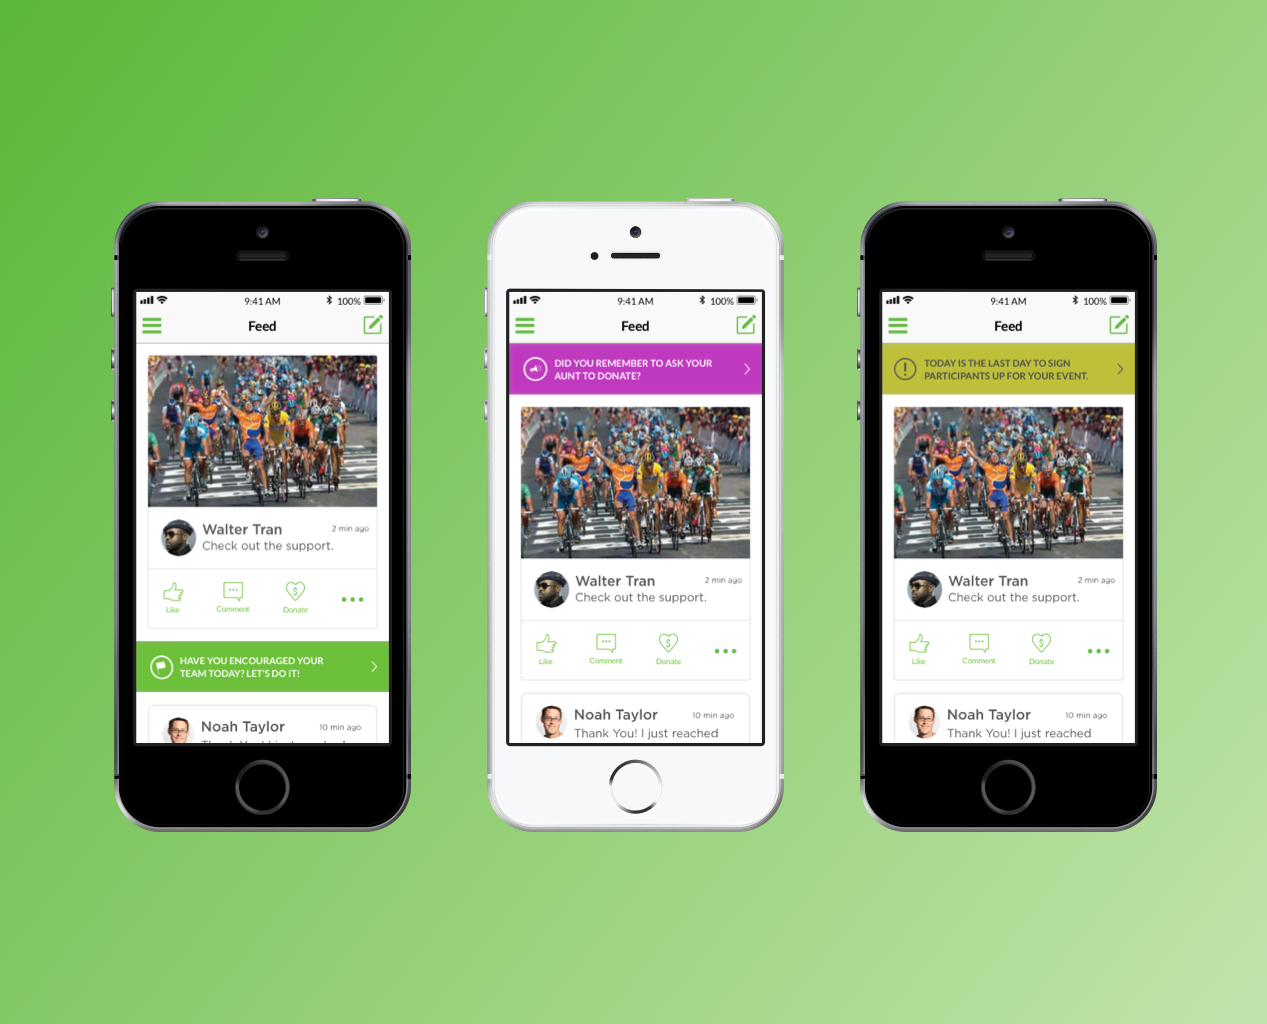 9:41 AM
100%
Feed
Walter Tran
2 min ago
Check out the support.
Like
Comment
Donate
HAVE YOU ENCOURAGED YOUR
TEAM TODAY? LET'S DO IT!
Noah Taylor
10 min ago
9:41 AM
100%
Feed
DID YOU REMEMBER TO ASK YOUR
AUNT TO DONATE?
Walter Tran
2 min ago
Check out the support.
Like
Comment
Donate
Noah Taylor
10 min ago
Thank You! I just reached
9:41 AM
100%
Feed
TODAY IS THE LAST DAY TO SIGN
PARTICIPANTS UP FOR YOUR EVENT.
Walter Tran
2 min ago
Check out the support.
Like
Comment
Donate
Noah Taylor
10 min ago
Thank You! I just reached